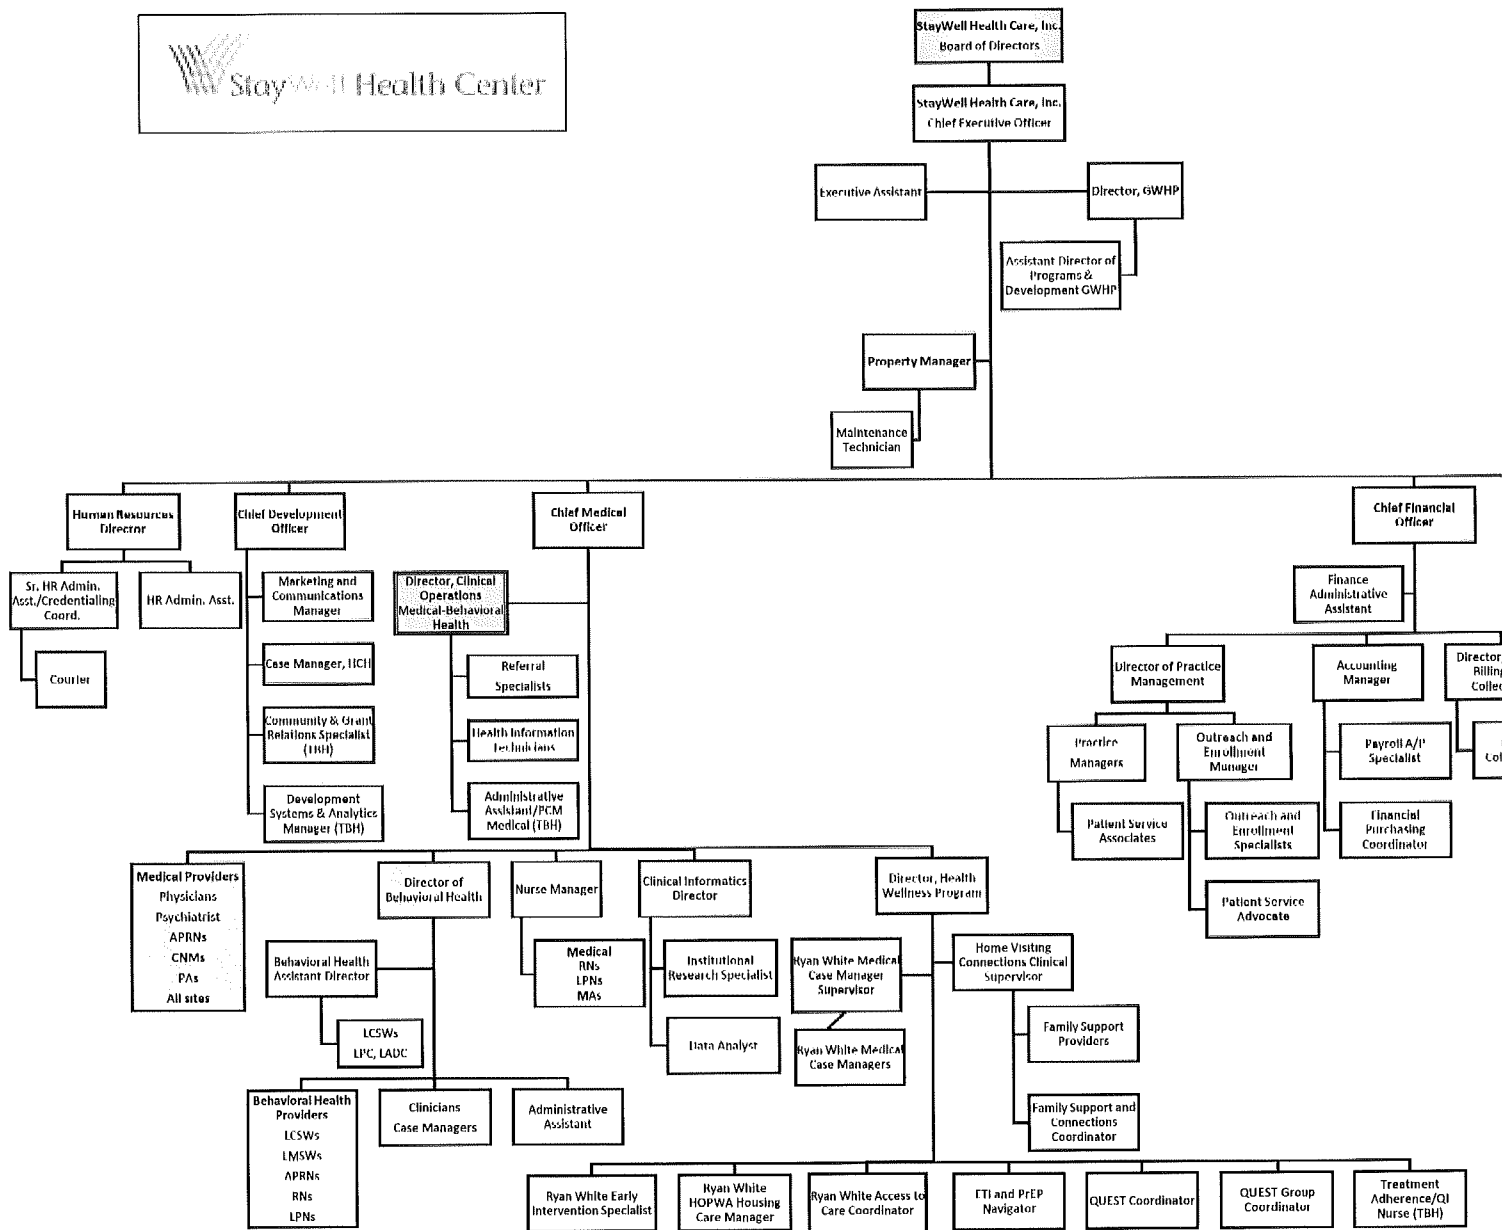 StayWell Health Center
StayWell Health Care, Inc.
Board of Directors
StayWell Health Care, Inc.
Chief Executive Officer
Executive Assistant
Director, GWHP
Assistant Director of
Programs &
Development GWHP
Property Manager
Maintenance
Technician
Human Resources
Director
Chief Development
Officer
Chief Medical
Officer
Chief Financial
Officer
Sr. HR Admin.
Asst./Credentialing
Coord.
HR Admin. Asst.
Courier
Marketing and
Communications
Manager
Case Manager, HCH
Community & Grant
Relations Specialist
(TBH)
Development
Systems & Analytics
Manager (TBH)
Director, Clinical
Operations
Medical-Behavioral
Health
Referral
Specialists
Health Information
Technicians
Administrative
Assistant/PCM
Medical (TBH)
Finance
Administrative
Assistant
Director of Practice
Management
Accounting
Manager
Director,
Billing
Collec
Practice
Managers
Outreach and
Enrollment
Manager
Payroll A/P
Specialist
Col
Patient Service
Associates
Outreach and
Enrollment
Specialists
Financial
Purchasing
Coordinator
Patient Service
Advocate
Medical Providers
Physicians
Psychiatrist
APRNs
CNMs
PAs
All sites
Director of
Behavioral Health
Nurse Manager
Clinical Informatics
Director
Director, Health
Wellness Program
Behavioral Health
Assistant Director
LCSWs
LPC, LADC
Medical
RNs
LPNs
MAs
Institutional
Research Specialist
Data Analyst
Ryan White Medical
Case Manager
Supervisor
Ryan White Medical
Case Managers
Home Visiting
Connections Clinical
Supervisor
Family Support
Providers
Family Support and
Connections
Coordinator
Behavioral Health
Providers
LCSWs
LMSWs
APRNs
RNs
LPNs
Clinicians
Case Managers
Administrative
Assistant
Ryan White Early
Intervention Specialist
Ryan White
HOPWA Housing
Care Manager
Ryan White Access to
Care Coordinator
ETI and PrEP
Navigator
QUEST Coordinator
QUEST Group
Coordinator
Treatment
Adherence/QI
Nurse (TBH)